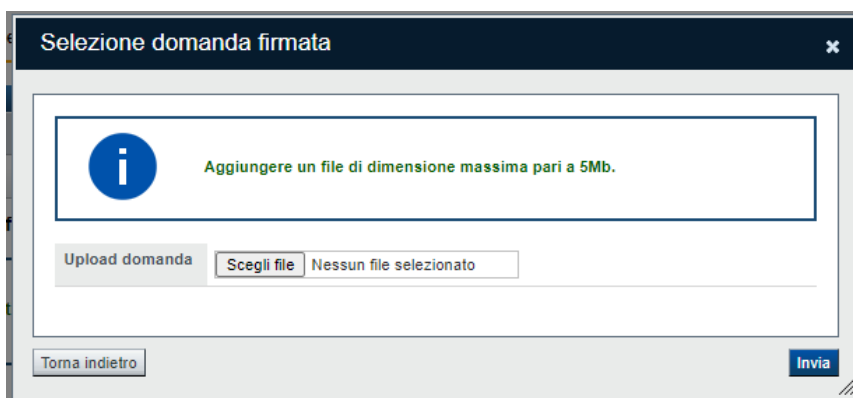 Selezione domanda firmata
Aggiungere un file di dimensione massima pari a 5Mb.
Upload domanda Scegli file Nessun file selezionato
Torna indietro Invia